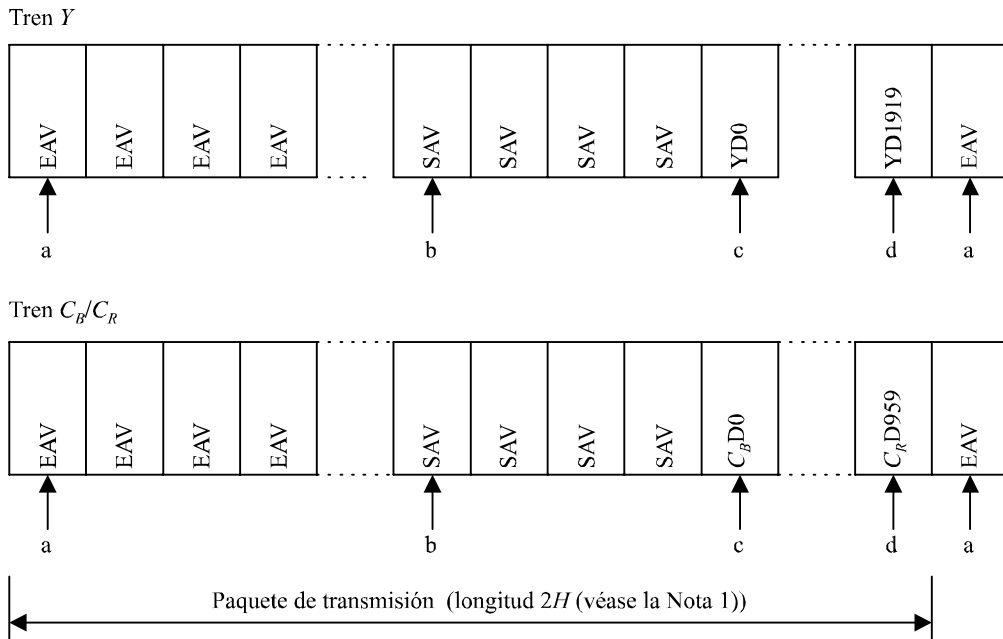 Tren Y
EAV EAV EAV EAV SAV SAV SAV SAV YD0 YD1919 EAV
a b c d a
Tren C_B/C_R
EAV EAV EAV EAV SAV SAV SAV SAV C_BD0 C_RD959 EAV
a b c d a
Paquete de transmisión (longitud 2H (véase la Nota 1))